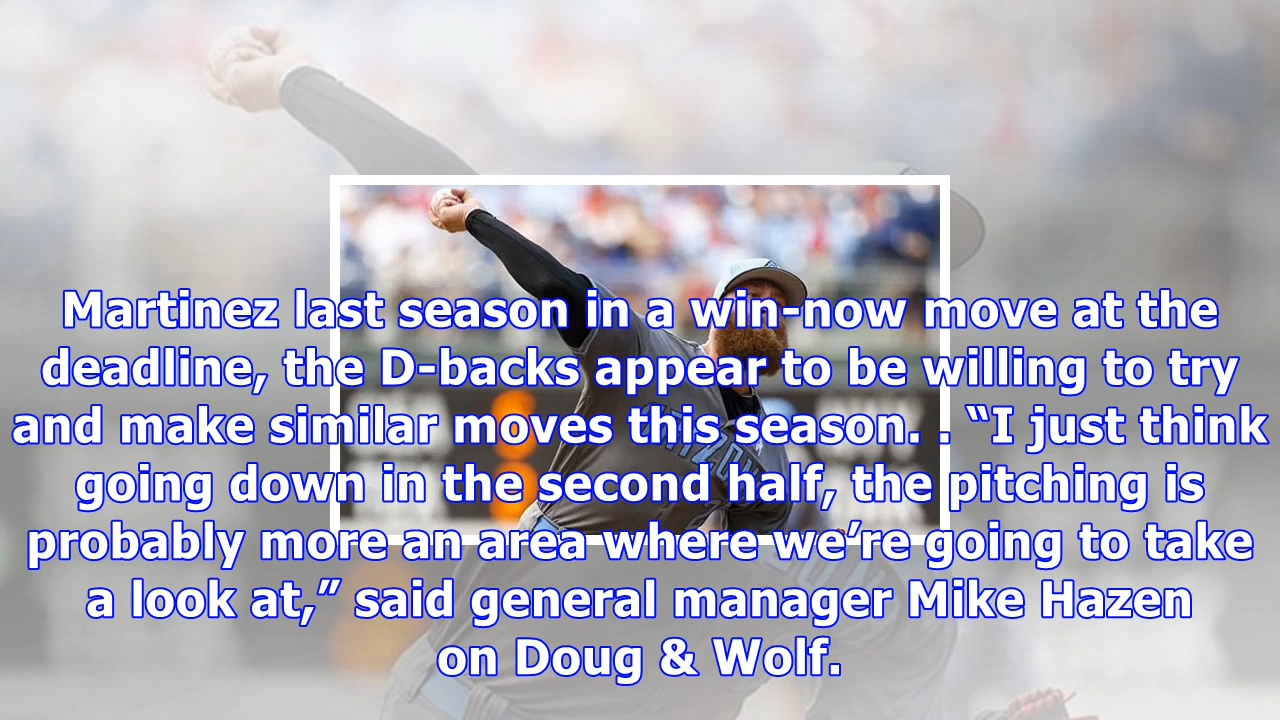 Martinez last season in a win-now move at the
deadline, the D-backs appear to be willing to try
and make similar moves this season. . “I just think
going down in the second half, the pitching is
probably more an area where we’re going to take
a look at,” said general manager Mike Hazen
on Doug & Wolf.